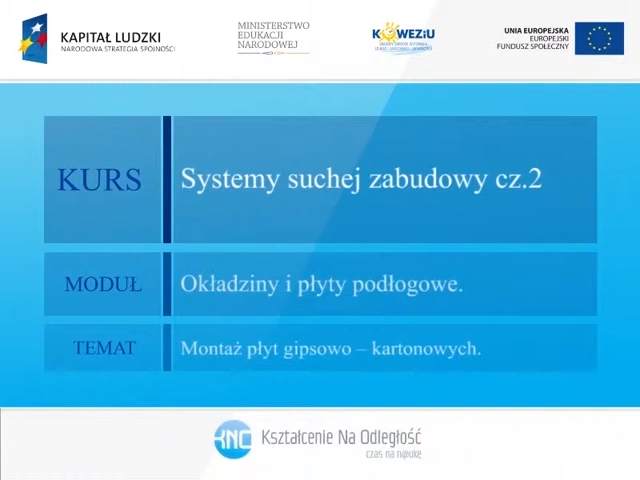 KAPITAŁ LUDZKI
NARODOWA STRATEGIA SPÓJNOŚCI
MINISTERSTWO
EDUKACJI
NARODOWEJ
KOWEZiU
UNIA EUROPEJSKA
EUROPEJSKI
FUNDUSZ SPOŁECZNY
KURS
Systemy suchej zabudowy cz.2
MODUŁ
Okładziny i płyty podłogowe.
TEMAT
Montaż płyt gipsowo – kartonowych.
KNO Kształcenie Na Odległość
czas na n@ukę